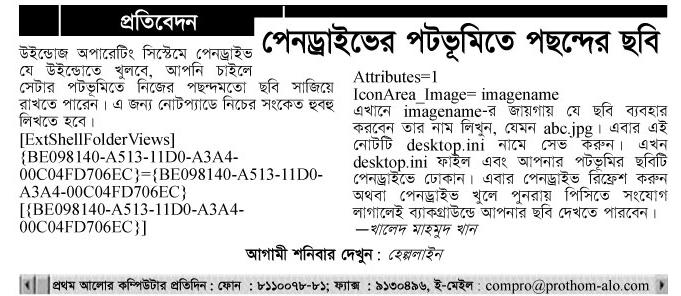 প্রতিবেদন
পেনড্রাইভের পটভূমিতে পছন্দের ছবি
উইন্ডোজ অপারেটিং সিস্টেমে পেনড্রাইভ
যে উইন্ডোতে খুলবে, আপনি চাইলে
সেটার পটভূমিতে নিজের পছন্দমতো ছবি সাজিয়ে
রাখতে পারেন। এ জন্য নোটপ্যাডে নিচের সংকেত হুবহু
লিখতে হবে।
[ExtShellFolderViews]
{BE098140-A513-11D0-A3A4-
00C04FD706EC}={BE098140-A513-11D0-
A3A4-00C04FD706EC}
[{BE098140-A513-11D0-A3A4-
00C04FD706EC}]
Attributes=1
IconArea_Image= imagename
এখানে imagename-র জায়গায় যে ছবি ব্যবহার
করবেন তার নাম লিখুন, যেমন abc.jpg। এবার এই
নোটটি desktop.ini নামে সেভ করুন। এখন
desktop.ini ফাইল এবং আপনার পটভূমির ছবিটি
পেনড্রাইভে ঢোকান। এবার পেনড্রাইভ রিফ্রেশ করুন
অথবা পেনড্রাইভ খুলে পুনরায় পিসিতে সংযোগ
লাগালেই ব্যাকগ্রাউন্ডে আপনার ছবি দেখতে পারবেন।
—খালেদ মাহমুদ খান
আগামী শনিবার দেখুন : হেল্পলাইন
প্রথম আলোর কম্পিউটার প্রতিদিন : ফোন : ৮১১০০৭৮-৮১; ফ্যাক্স : ৯১৩০৪৯৬, ই-মেইল : compro@prothom-alo.com